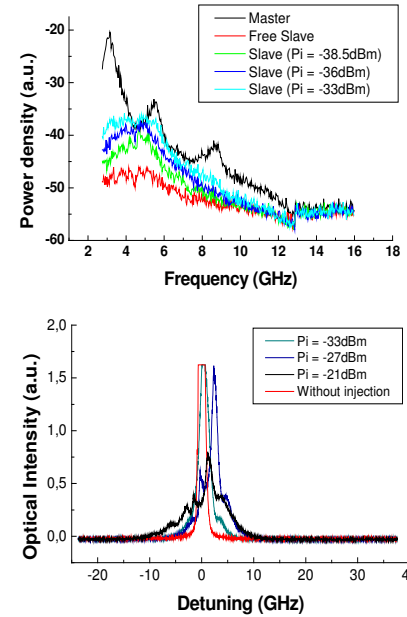 Master
Free Slave
Slave (Pi = -38.5dBm)
Slave (Pi = -36dBm)
Slave (Pi = -33dBm)
-20
-30
-40
-50
-60
Power density (a.u.)
2 4 6 8 10 12 14 16 18
Frequency (GHz)
2,0
1,5
1,0
0,5
0,0
Optical Intensity (a.u.)
Pi = -33dBm
Pi = -27dBm
Pi = -21dBm
Without injection
-20 -10 0 10 20 30 4
Detuning (GHz)